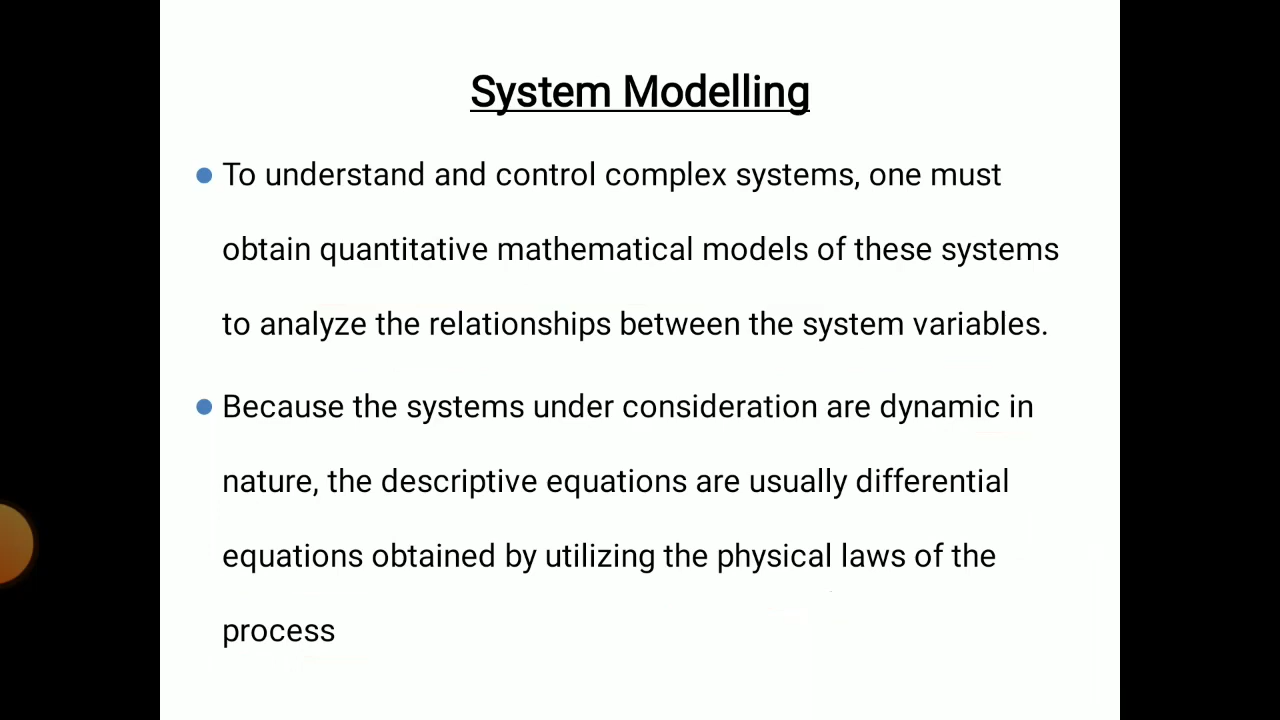 System Modelling
To understand and control complex systems, one must
obtain quantitative mathematical models of these systems
to analyze the relationships between the system variables.
Because the systems under consideration are dynamic in
nature, the descriptive equations are usually differential
equations obtained by utilizing the physical laws of the
process